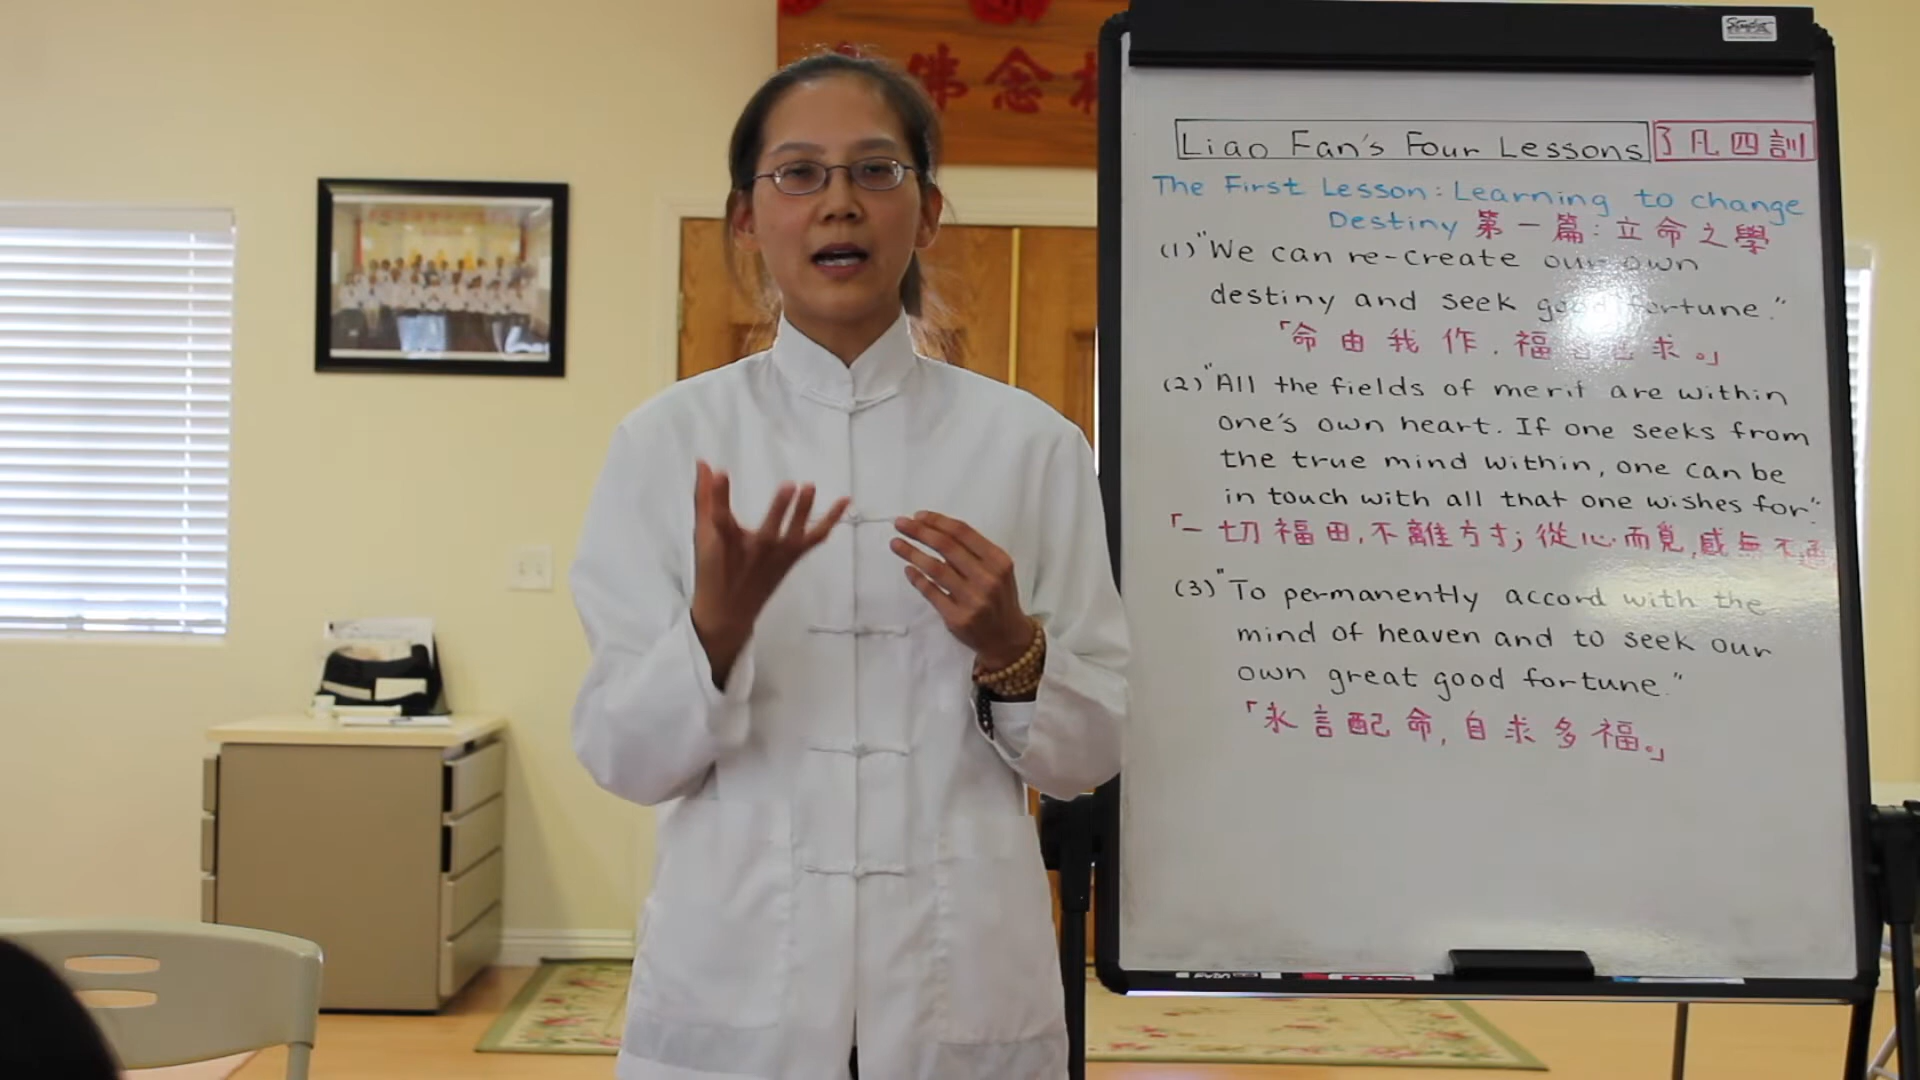 佛念
Liao Fan's Four Lessons 了凡四訓
The First Lesson: Learning to change
Destiny 第一篇:立命之學
(1) "We can re-create our own
destiny and seek good fortune."
「命由我作,福 己求。」
(2) "All the fields of merit are within
one's own heart. If one seeks from
the true mind within, one can be
in touch with all that one wishes for"
「一切福田,不離方寸;從心而覓,感無不通
(3) "To permanently accord with the
mind of heaven and to seek our
own great good fortune."
「永言配命,自求多福。」